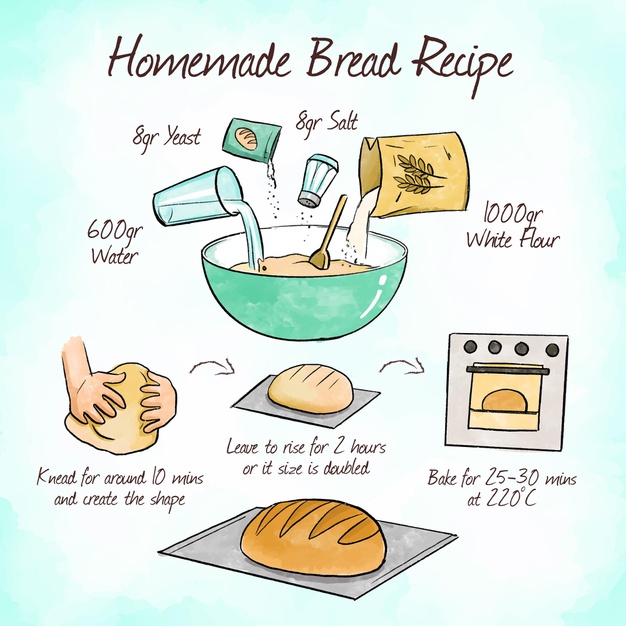 Homemade Bread Recipe
8gr Yeast
8gr Salt
600gr
Water
1000gr
White Flour
Knead for around 10 mins
and create the shape
Leave to rise for 2 hours
or it size is doubled
Bake for 25-30 mins
at 220°C